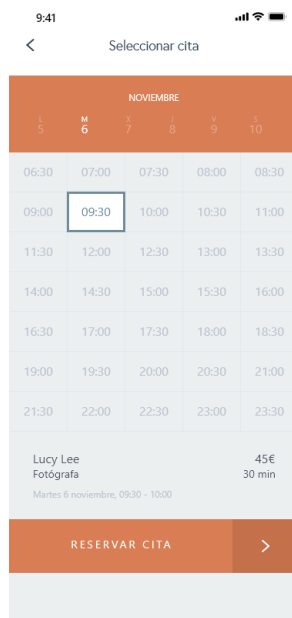 9:41
Seleccionar cita
NOVIEMBRE
L M X J V S
5 6 7 8 9 10
06:30 07:00 07:30 08:00 08:30
09:00 09:30 10:00 10:30 11:00
11:30 12:00 12:30 13:00 13:30
14:00 14:30 15:00 15:30 16:00
16:30 17:00 17:30 18:00 18:30
19:00 19:30 20:00 20:30 21:00
21:30 22:00 22:30 23:00 23:30
Lucy Lee 45€
Fotógrafa 30 min
Martes 6 noviembre, 09:30 - 10:00
RESERVAR CITA